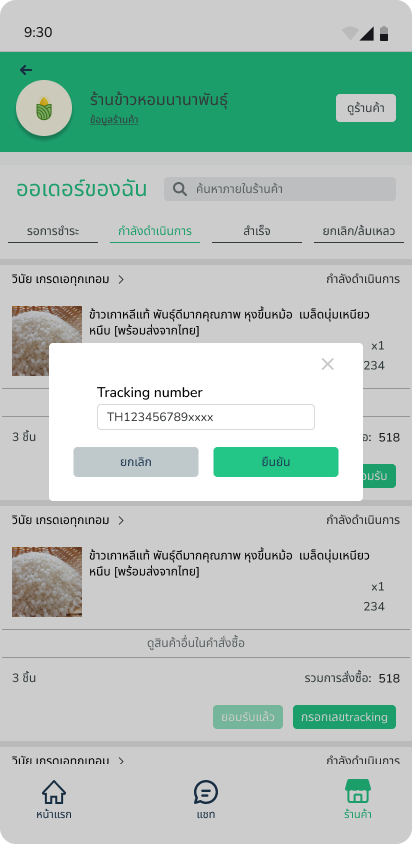 9:30
ร้านข้าวหอมนานาพันธุ์
ข้อมูลร้านค้า
ดูร้านค้า
ออเดอร์ของฉัน
ค้นหาภายในร้านค้า
รอการชำระ
กำลังดำเนินการ
สำเร็จ
ยกเลิก/ล้มเหลว
วินัย เกรดเอทุกเทอม
กำลังดำเนินการ
ข้าวเกาหลีแท้ พันธุ์ดีมากคุณภาพ หุงขึ้นหม้อ เมล็ดนุ่มเหนียว
หนึบ [พร้อมส่งจากไทย]
x1
234
Tracking number
TH123456789xxxx
ยกเลิก
ยืนยัน
3 ชิ้น
518
วินัย เกรดเอทุกเทอม
กำลังดำเนินการ
ข้าวเกาหลีแท้ พันธุ์ดีมากคุณภาพ หุงขึ้นหม้อ เมล็ดนุ่มเหนียว
หนึบ [พร้อมส่งจากไทย]
x1
234
ดูสินค้าอื่นในคำสั่งซื้อ
3 ชิ้น
รวมการสั่งซื้อ: 518
ยอมรับแล้ว
กรอกเลขtracking
วินัย เกรดเอทุกเทอม
กำลังดำเนินการ
หน้าแรก
แชท
ร้านค้า